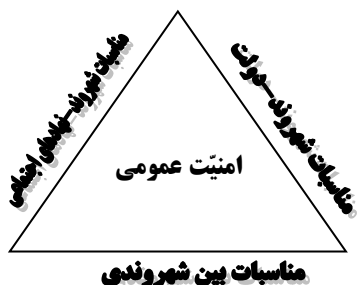 مناسبات شهروند–دولت
مناسبات شهروند–نهادهای اجتماعی
امنیّت عمومی
مناسبات بین شهروندی